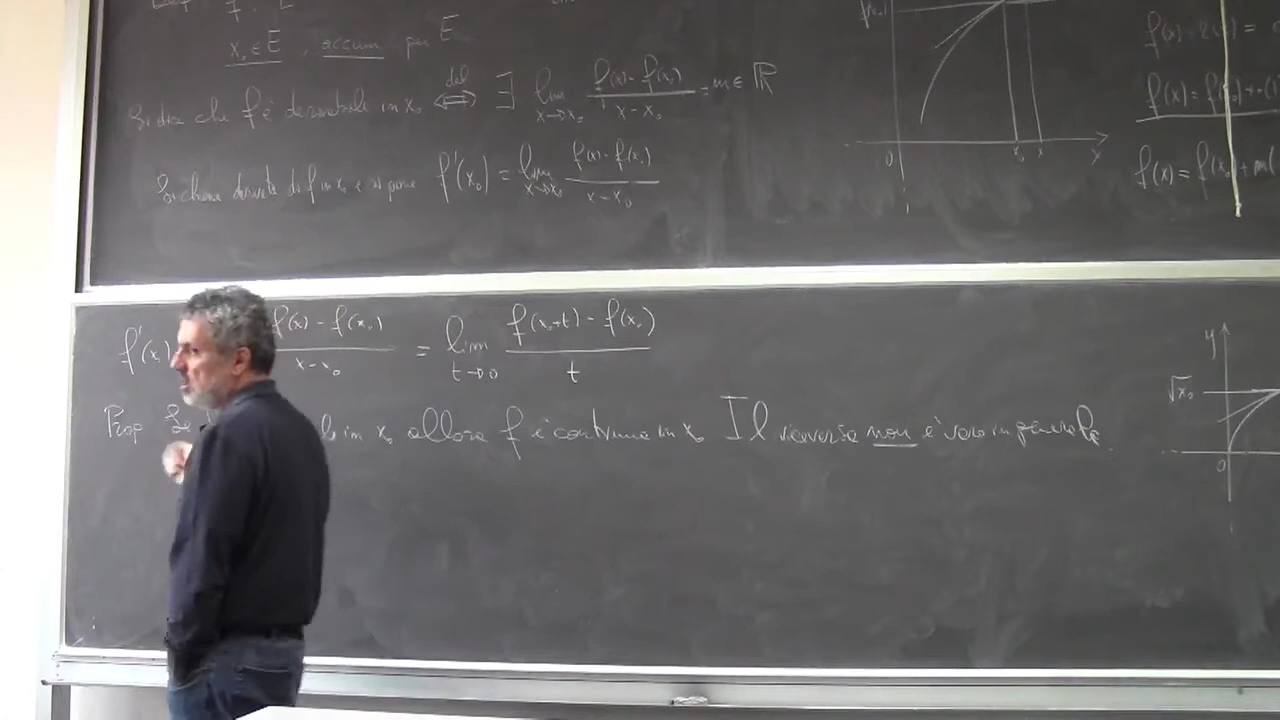 x₀ ∈ E, accum per E
Si dice che f è derivabile in x₀ ⟺ def ∃ lim x→x₀ (f(x) - f(x₀))/(x - x₀) = m ∈ ℝ
Si chiama derivata di f in x₀ e si pone f'(x₀) = lim x→x₀ (f(x) - f(x₀))/(x - x₀)
0 x₀ x x
f(x) = f(x₀) + m(
f'(x (f(x) - f(x₀))/(x - x₀) = lim t→0 (f(x₀+t) - f(x₀))/t
Prop Se in x₀ allora f è continua in x₀ Il viceversa non è vero in generale.
y
√x₀
0